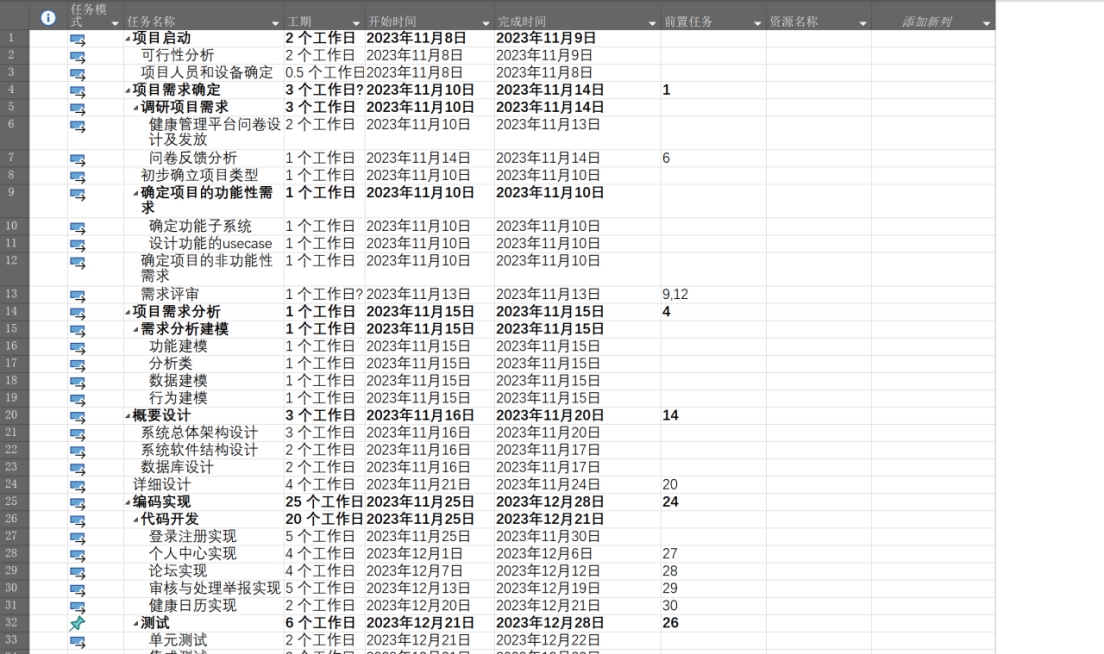 任务模式 任务名称 工期 开始时间 完成时间 前置任务 资源名称 添加新列
1 项目启动 2 个工作日 2023年11月8日 2023年11月9日
2 可行性分析 2 个工作日 2023年11月8日 2023年11月9日
3 项目人员和设备确定 0.5 个工作日 2023年11月8日 2023年11月8日
4 项目需求确定 3 个工作日? 2023年11月10日 2023年11月14日 1
5 调研项目需求 3 个工作日 2023年11月10日 2023年11月14日
6 健康管理平台问卷设 2 个工作日 2023年11月10日 2023年11月13日
计及发放
7 问卷反馈分析 1 个工作日 2023年11月14日 2023年11月14日 6
8 初步确立项目类型 1 个工作日 2023年11月10日 2023年11月10日
9 确定项目的功能性需 1 个工作日 2023年11月10日 2023年11月10日
求
10 确定功能子系统 1 个工作日 2023年11月10日 2023年11月10日
11 设计功能的usecase 1 个工作日 2023年11月10日 2023年11月10日
12 确定项目的非功能性 1 个工作日 2023年11月10日 2023年11月10日
需求
13 需求评审 1 个工作日? 2023年11月13日 2023年11月13日 9,12
14 项目需求分析 1 个工作日 2023年11月15日 2023年11月15日 4
15 需求分析建模 1 个工作日 2023年11月15日 2023年11月15日
16 功能建模 1 个工作日 2023年11月15日 2023年11月15日
17 分析类 1 个工作日 2023年11月15日 2023年11月15日
18 数据建模 1 个工作日 2023年11月15日 2023年11月15日
19 行为建模 1 个工作日 2023年11月15日 2023年11月15日
20 概要设计 3 个工作日 2023年11月16日 2023年11月20日 14
21 系统总体架构设计 3 个工作日 2023年11月16日 2023年11月20日
22 系统软件结构设计 2 个工作日 2023年11月16日 2023年11月17日
23 数据库设计 2 个工作日 2023年11月16日 2023年11月17日
24 详细设计 4 个工作日 2023年11月21日 2023年11月24日 20
25 编码实现 25 个工作日 2023年11月25日 2023年12月28日 24
26 代码开发 20 个工作日 2023年11月25日 2023年12月21日
27 登录注册实现 5 个工作日 2023年11月25日 2023年11月30日
28 个人中心实现 4 个工作日 2023年12月1日 2023年12月6日 27
29 论坛实现 4 个工作日 2023年12月7日 2023年12月12日 28
30 审核与处理举报实现 5 个工作日 2023年12月13日 2023年12月19日 29
31 健康日历实现 2 个工作日 2023年12月20日 2023年12月21日 30
32 测试 6 个工作日 2023年12月21日 2023年12月28日 26
33 单元测试 2 个工作日 2023年12月21日 2023年12月22日